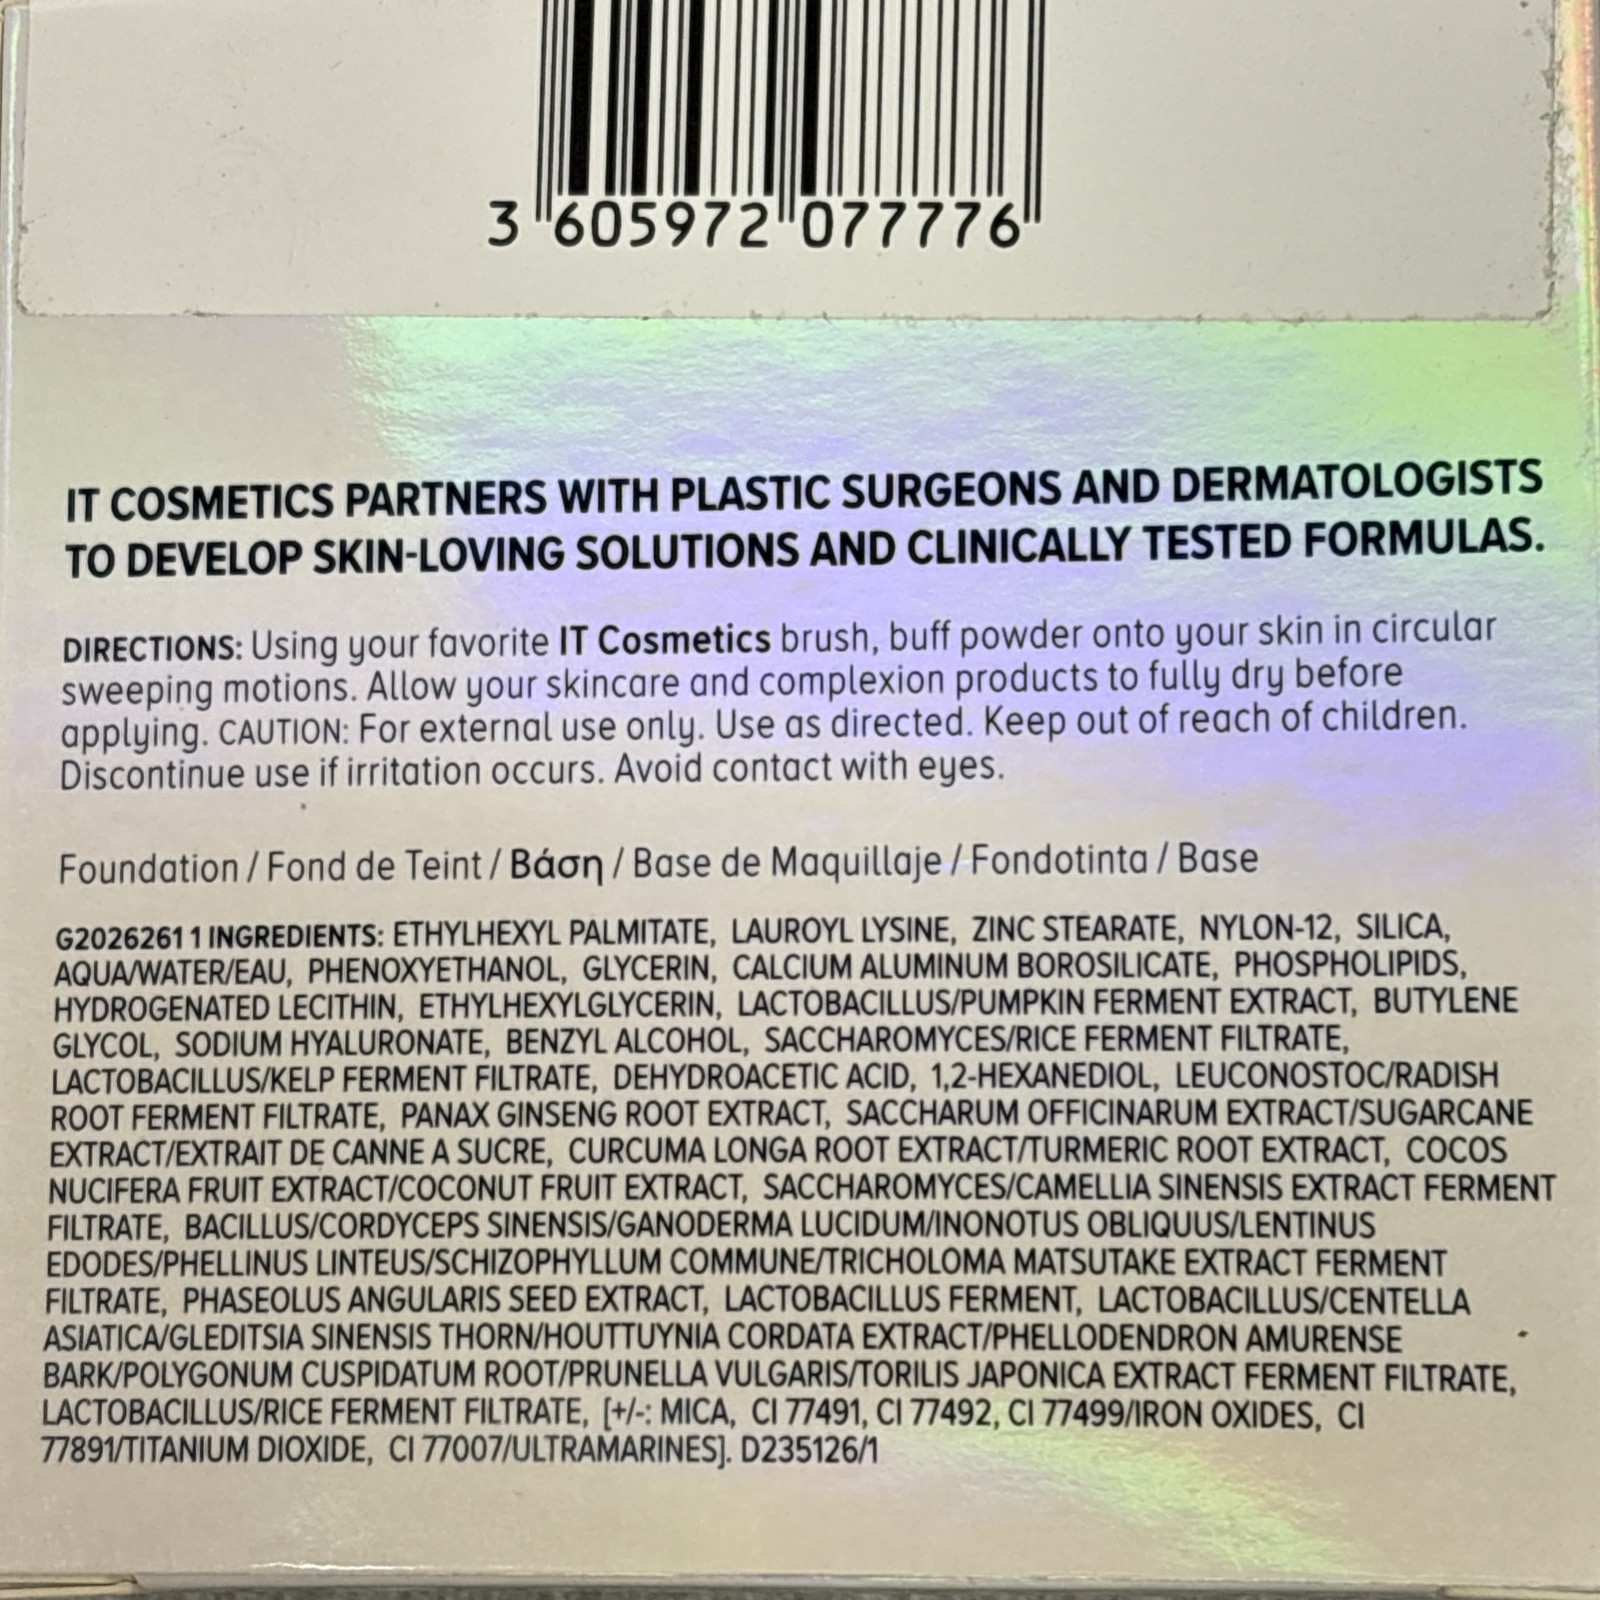 3 605972 077776
IT COSMETICS PARTNERS WITH PLASTIC SURGEONS AND DERMATOLOGISTS
TO DEVELOP SKIN-LOVING SOLUTIONS AND CLINICALLY TESTED FORMULAS.
DIRECTIONS: Using your favorite IT Cosmetics brush, buff powder onto your skin in circular
sweeping motions. Allow your skincare and complexion products to fully dry before
applying. CAUTION: For external use only. Use as directed. Keep out of reach of children.
Discontinue use if irritation occurs. Avoid contact with eyes.
Foundation / Fond de Teint / Βάση / Base de Maquillaje / Fondotinta / Base
G2026261 1 INGREDIENTS: ETHYLHEXYL PALMITATE, LAUROYL LYSINE, ZINC STEARATE, NYLON-12, SILICA,
AQUA/WATER/EAU, PHENOXYETHANOL, GLYCERIN, CALCIUM ALUMINUM BOROSILICATE, PHOSPHOLIPIDS,
HYDROGENATED LECITHIN, ETHYLHEXYLGLYCERIN, LACTOBACILLUS/PUMPKIN FERMENT EXTRACT, BUTYLENE
GLYCOL, SODIUM HYALURONATE, BENZYL ALCOHOL, SACCHAROMYCES/RICE FERMENT FILTRATE,
LACTOBACILLUS/KELP FERMENT FILTRATE, DEHYDROACETIC ACID, 1,2-HEXANEDIOL, LEUCONOSTOC/RADISH
ROOT FERMENT FILTRATE, PANAX GINSENG ROOT EXTRACT, SACCHARUM OFFICINARUM EXTRACT/SUGARCANE
EXTRACT/EXTRAIT DE CANNE A SUCRE, CURCUMA LONGA ROOT EXTRACT/TURMERIC ROOT EXTRACT, COCOS
NUCIFERA FRUIT EXTRACT/COCONUT FRUIT EXTRACT, SACCHAROMYCES/CAMELLIA SINENSIS EXTRACT FERMENT
FILTRATE, BACILLUS/CORDYCEPS SINENSIS/GANODERMA LUCIDUM/INONOTUS OBLIQUUS/LENTINUS
EDODES/PHELLINUS LINTEUS/SCHIZOPHYLLUM COMMUNE/TRICHOLOMA MATSUTAKE EXTRACT FERMENT
FILTRATE, PHASEOLUS ANGULARIS SEED EXTRACT, LACTOBACILLUS FERMENT, LACTOBACILLUS/CENTELLA
ASIATICA/GLEDITSIA SINENSIS THORN/HOUTTUYNIA CORDATA EXTRACT/PHELLODENDRON AMURENSE
BARK/POLYGONUM CUSPIDATUM ROOT/PRUNELLA VULGARIS/TORILIS JAPONICA EXTRACT FERMENT FILTRATE,
LACTOBACILLUS/RICE FERMENT FILTRATE, [+/-: MICA, CI 77491, CI 77492, CI 77499/IRON OXIDES, CI
77891/TITANIUM DIOXIDE, CI 77007/ULTRAMARINES]. D235126/1